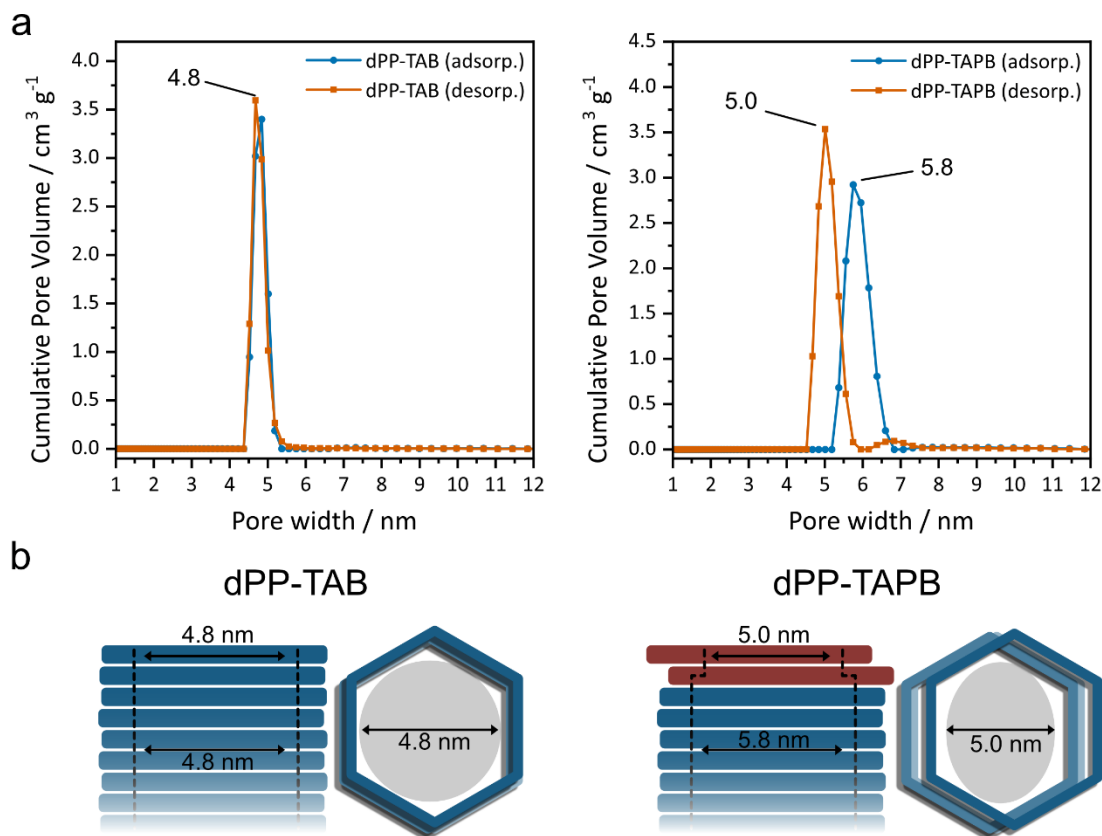 a
4.0
3.5
3.0
2.5
2.0
1.5
1.0
0.5
0.0
Cumulative Pore Volume / cm³ g⁻¹
dPP-TAB (adsorp.)
dPP-TAB (desorp.)
4.8
1 2 3 4 5 6 7 8 9 10 11 12
Pore width / nm
4.5
4.0
3.5
3.0
2.5
2.0
1.5
1.0
0.5
0.0
Cumulative Pore Volume / cm³ g⁻¹
dPP-TAPB (adsorp.)
dPP-TAPB (desorp.)
5.0
5.8
1 2 3 4 5 6 7 8 9 10 11 12
Pore width / nm
b
dPP-TAB
4.8 nm
4.8 nm
4.8 nm
dPP-TAPB
5.0 nm
5.8 nm
5.0 nm